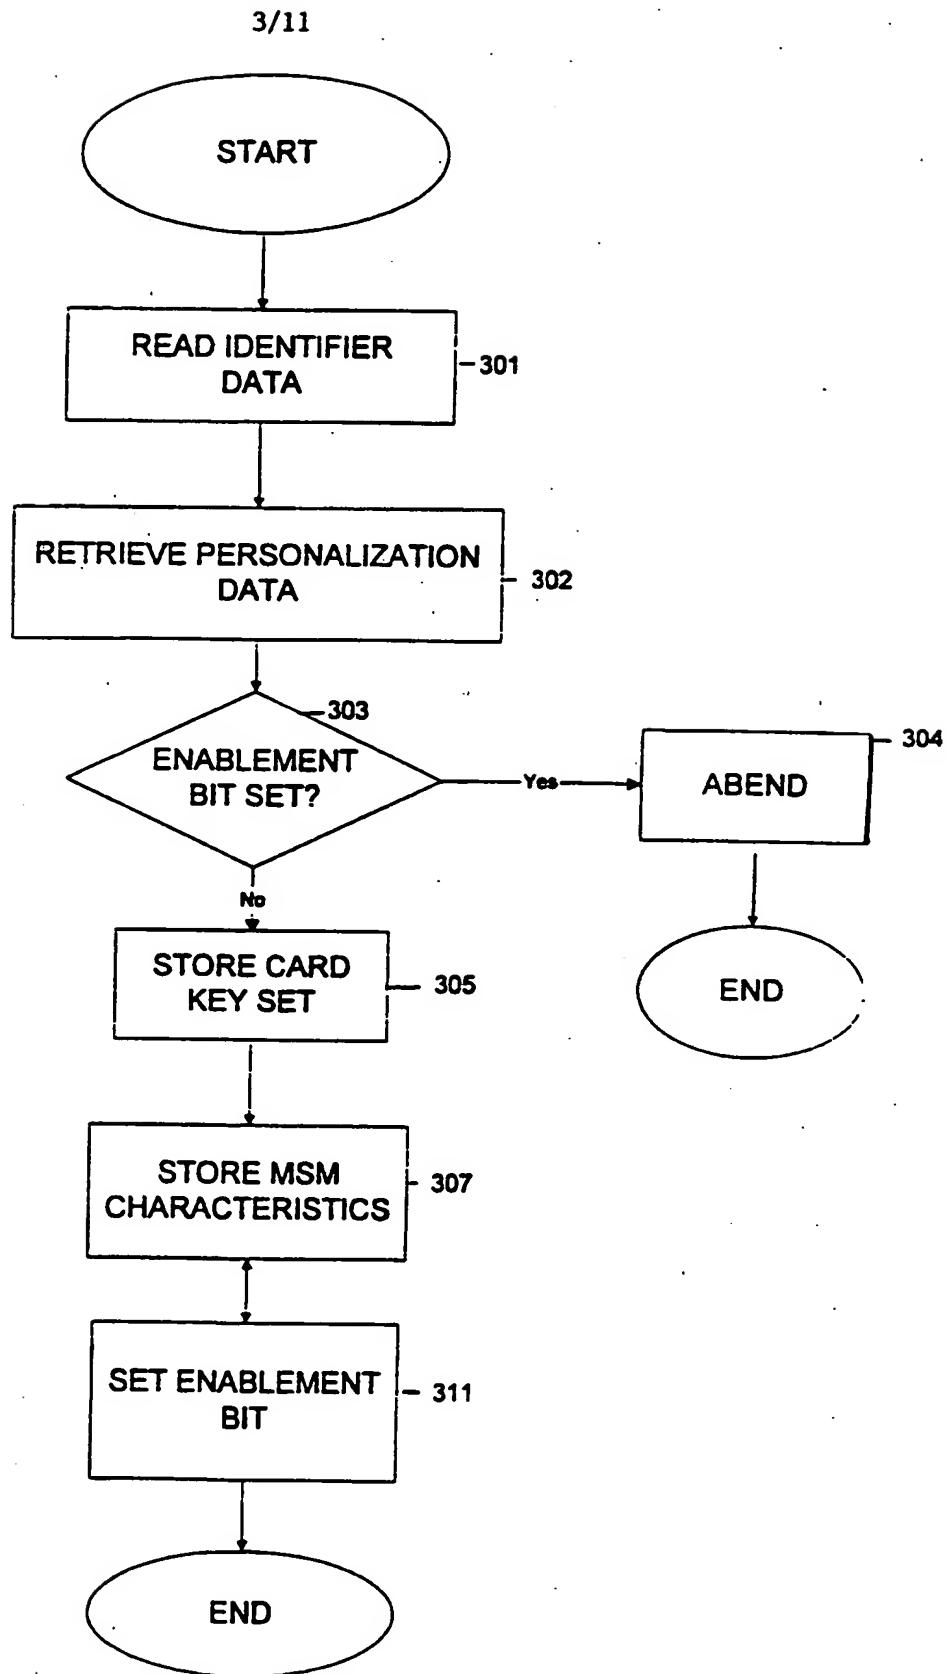 3/11
START
READ IDENTIFIER
DATA
301
RETRIEVE PERSONALIZATION
DATA
302
303
ENABLEMENT
BIT SET?
Yes
304
ABEND
END
No
STORE CARD
KEY SET
305
STORE MSM
CHARACTERISTICS
307
SET ENABLEMENT
BIT
311
END